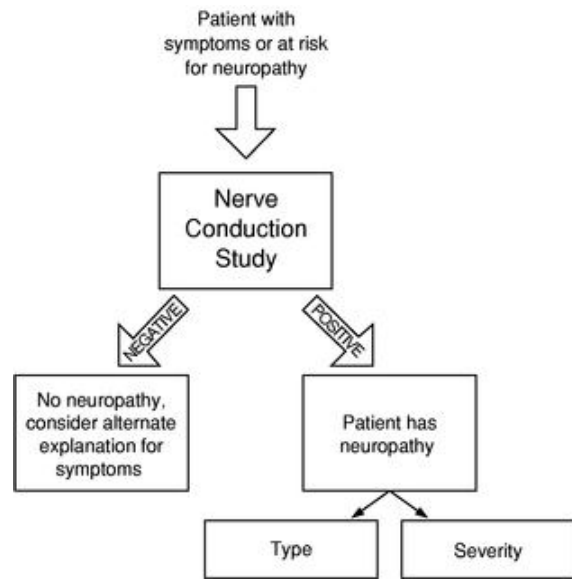 Patient with
symptoms or at risk
for neuropathy
Nerve
Conduction
Study
NEGATIVE
POSITIVE
No neuropathy,
consider alternate
explanation for
symptoms
Patient has
neuropathy
Type
Severity